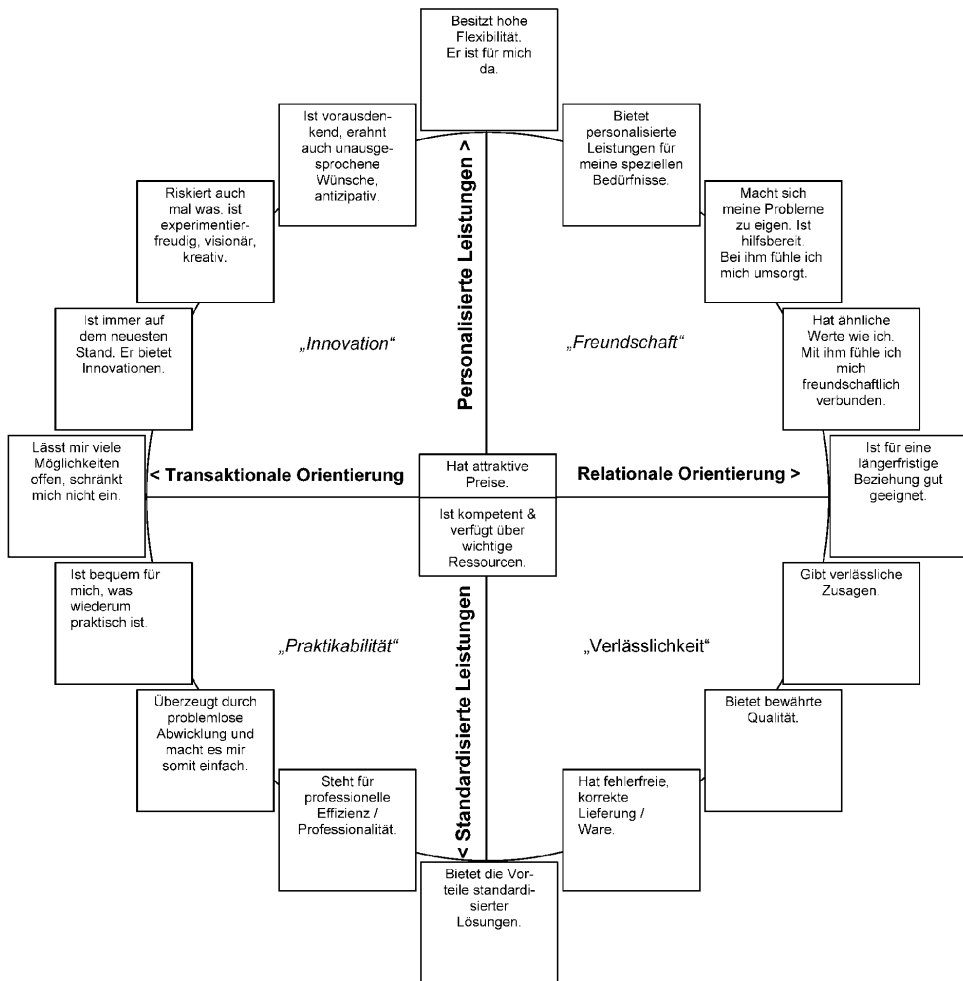 Besitzt hohe
Flexibilität.
Er ist für mich
da.
Ist vorausden-
kend, erahnt
auch unausge-
sprochene
Wünsche,
antizipativ.
Bietet
personalisierte
Leistungen für
meine speziellen
Bedürfnisse.
Riskiert auch
mal was. ist
experimentier-
freudig, visionär,
kreativ.
Macht sich
meine Probleme
zu eigen. Ist
hilfsbereit.
Bei ihm fühle ich
mich umsorgt.
Ist immer auf
dem neuesten
Stand. Er bietet
Innovationen.
„Innovation“
Personalisierte Leistungen >
„Freundschaft“
Hat ähnliche
Werte wie ich.
Mit ihm fühle ich
mich
freundschaftlich
verbunden.
Lässt mir viele
Möglichkeiten
offen, schränkt
mich nicht ein.
< Transaktionale Orientierung
Hat attraktive
Preise.
Relationale Orientierung >
Ist für eine
längerfristige
Beziehung gut
geeignet.
Ist kompetent &
verfügt über
wichtige
Ressourcen.
Ist bequem für
mich, was
wiederum
praktisch ist.
„Praktikabilität“
< Standardisierte Leistungen
„Verlässlichkeit“
Gibt verlässliche
Zusagen.
Überzeugt durch
problemlose
Abwicklung und
macht es mir
somit einfach.
Bietet bewährte
Qualität.
Steht für
professionelle
Effizienz /
Professionalität.
Hat fehlerfreie,
korrekte
Lieferung /
Ware.
Bietet die Vor-
teile standardi-
sierter
Lösungen.